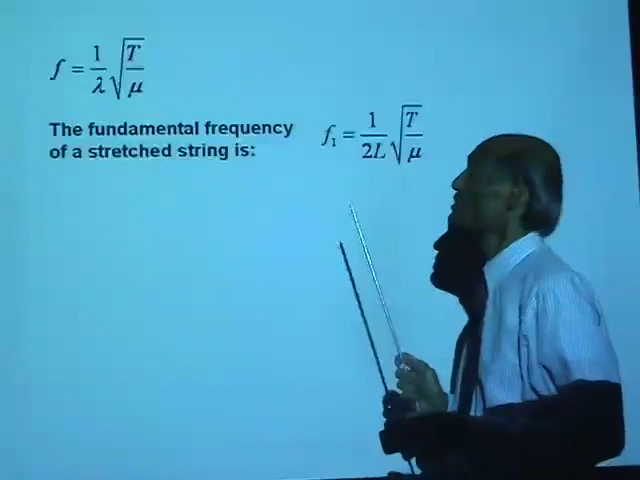 f = 1/λ √(T/μ)
The fundamental frequency
of a stretched string is:
f₁ = 1/2L √(T/μ)